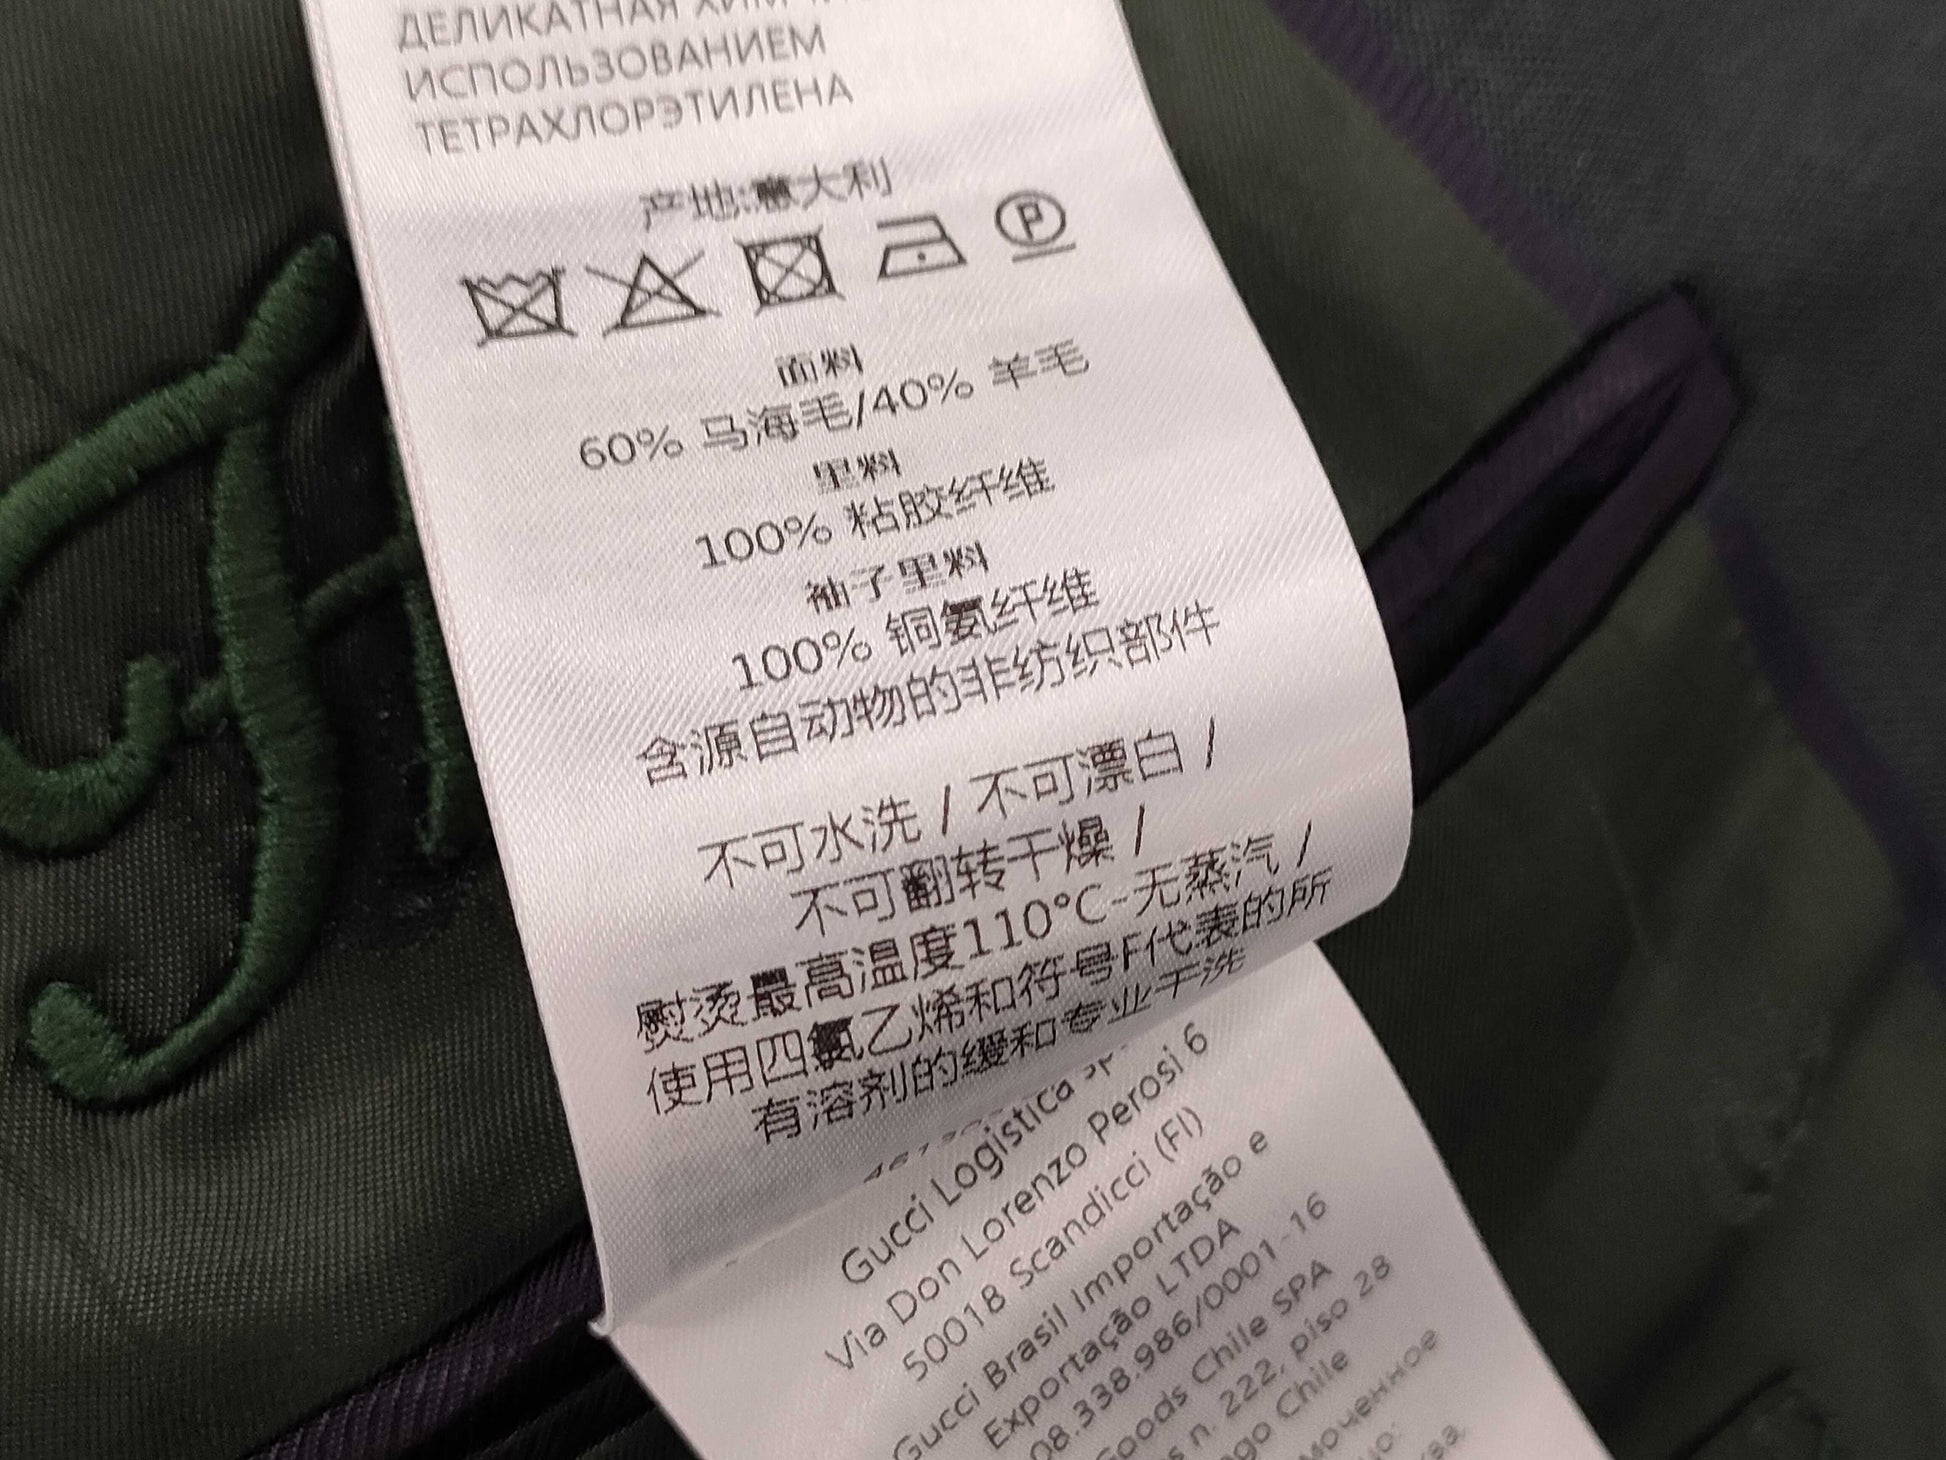 ДЕЛИКАТНАЯ
ИСПОЛЬЗОВАНИЕМ
ТЕТРАХЛОРЭТИЛЕНА
产地:意大利
P
面料
60% 马海毛/40% 羊毛
里料
100% 粘胶纤维
袖子里料
100% 铜氨纤维
含源自动物的非纺织部件
不可水洗 / 不可漂白 /
不可翻转干燥 /
熨烫最高温度110°C-无蒸汽 /
使用四氯乙烯和符号F代表的所
有溶剂的缓和专业干洗
Gucci Logistica
Via Don Lorenzo Perosi 6
50018 Scandicci (FI)
Gucci Brasil Importação e
Exportação LTDA
08.338.986/0001-16
Goods Chile SPA
n. 222, piso 28
Chile